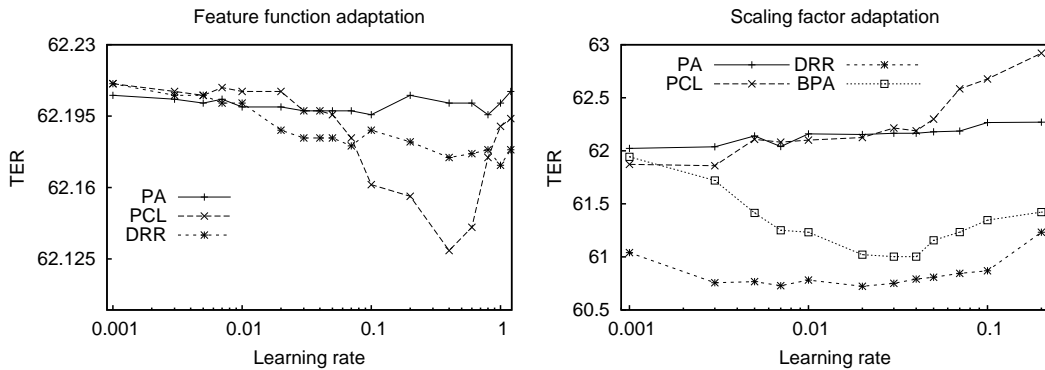 Feature function adaptation
62.23
62.195
62.16
62.125
TER
PA
PCL
DRR
0.001
0.01
0.1
1
Learning rate
Scaling factor adaptation
63
62.5
62
61.5
61
60.5
TER
PA
PCL
DRR
BPA
0.001
0.01
0.1
Learning rate